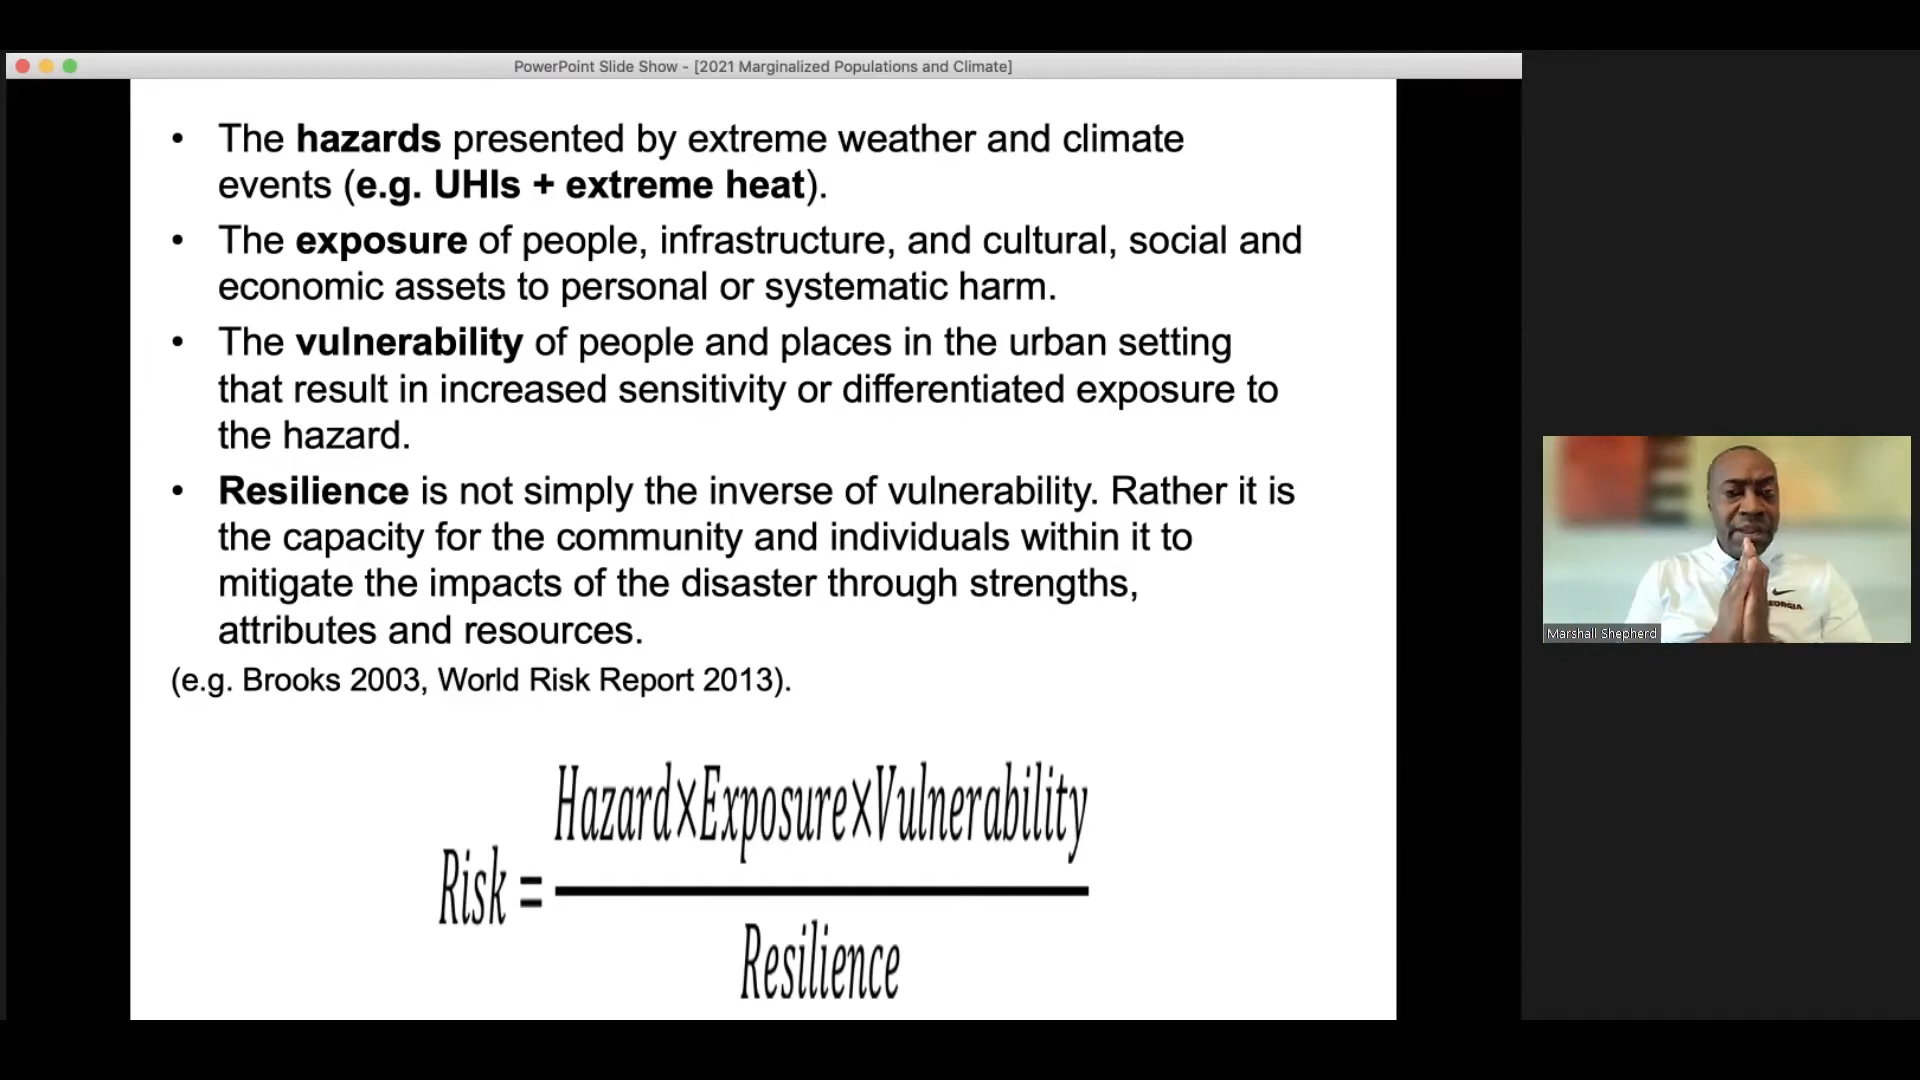 PowerPoint Slide Show - [2021 Marginalized Populations and Climate]
• The hazards presented by extreme weather and climate
events (e.g. UHIs + extreme heat).
• The exposure of people, infrastructure, and cultural, social and
economic assets to personal or systematic harm.
• The vulnerability of people and places in the urban setting
that result in increased sensitivity or differentiated exposure to
the hazard.
• Resilience is not simply the inverse of vulnerability. Rather it is
the capacity for the community and individuals within it to
mitigate the impacts of the disaster through strengths,
attributes and resources.
(e.g. Brooks 2003, World Risk Report 2013).
Hazard×Exposure×Vulnerability
Risk =
Resilience
EORGIA
Marshall Shepherd